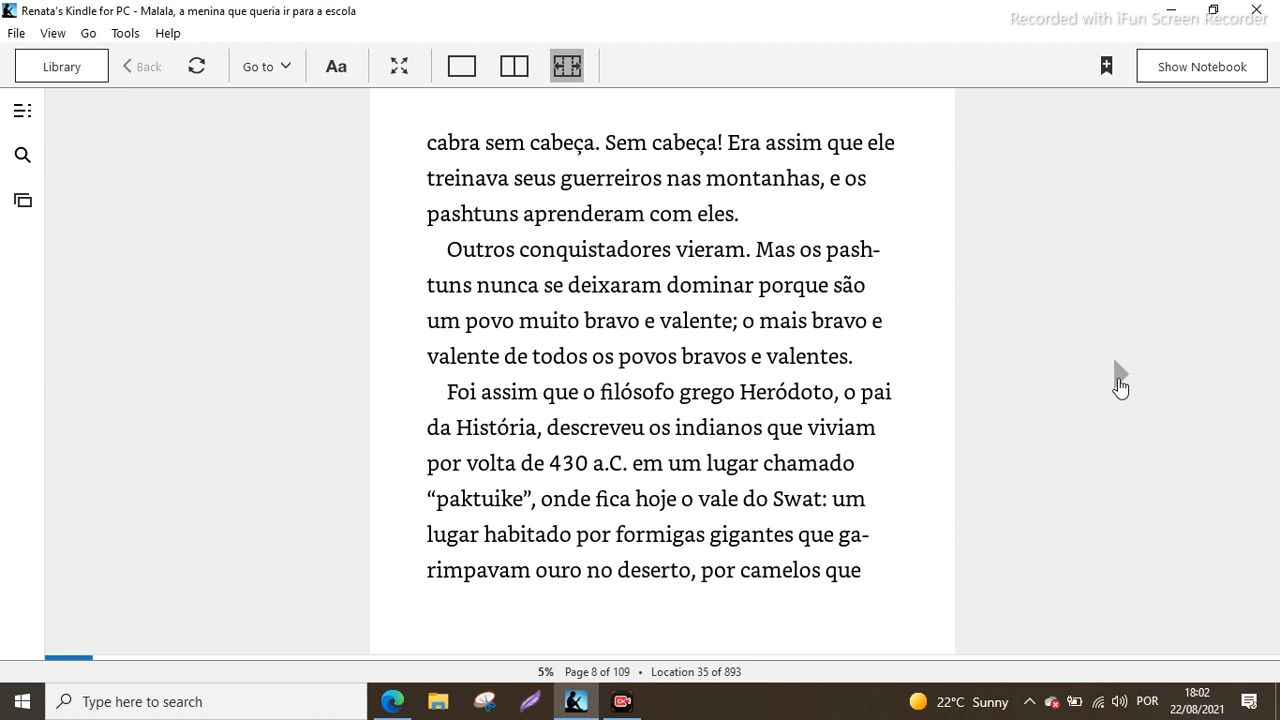 Renata's Kindle for PC - Malala, a menina que queria ir para a escola
Recorded with iFun Screen Recorder
File View Go Tools Help
Library Back Go to Aa Show Notebook
cabra sem cabeça. Sem cabeça! Era assim que ele
treinava seus guerreiros nas montanhas, e os
pashtuns aprenderam com eles.
Outros conquistadores vieram. Mas os pash-
tuns nunca se deixaram dominar porque são
um povo muito bravo e valente; o mais bravo e
valente de todos os povos bravos e valentes.
Foi assim que o filósofo grego Heródoto, o pai
da História, descreveu os indianos que viviam
por volta de 430 a.C. em um lugar chamado
“paktuike”, onde fica hoje o vale do Swat: um
lugar habitado por formigas gigantes que ga-
rimpavam ouro no deserto, por camelos que
5% Page 8 of 109 • Location 35 of 893
Type here to search
22°C Sunny
POR
18:02
22/08/2021